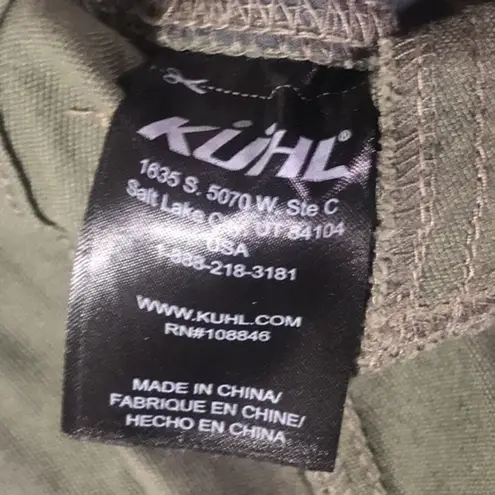 KÜHL®
1635 S. 5070 W. Ste C
Salt Lake City, UT 84104
USA
1-888-218-3181
WWW.KUHL.COM
RN#108846
MADE IN CHINA/
FABRIQUE EN CHINE/
HECHO EN CHINA